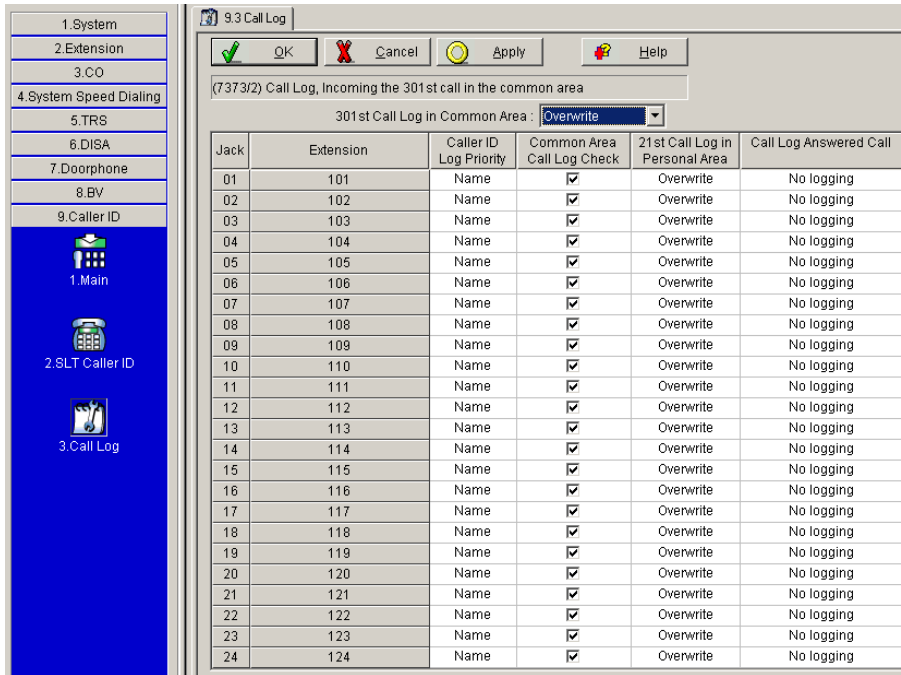 1.System
2.Extension
3.CO
4.System Speed Dialing
5.TRS
6.DISA
7.Doorphone
8.BV
9.Caller ID
1.Main
2.SLT Caller ID
3.Call Log
9.3 Call Log
OK Cancel Apply Help
(7373/2) Call Log, Incoming the 301st call in the common area
301st Call Log in Common Area : Overwrite
Jack Extension Caller ID Log Priority Common Area Call Log Check 21st Call Log in Personal Area Call Log Answered Call
01 101 Name Overwrite No logging
02 102 Name Overwrite No logging
03 103 Name Overwrite No logging
04 104 Name Overwrite No logging
05 105 Name Overwrite No logging
06 106 Name Overwrite No logging
07 107 Name Overwrite No logging
08 108 Name Overwrite No logging
09 109 Name Overwrite No logging
10 110 Name Overwrite No logging
11 111 Name Overwrite No logging
12 112 Name Overwrite No logging
13 113 Name Overwrite No logging
14 114 Name Overwrite No logging
15 115 Name Overwrite No logging
16 116 Name Overwrite No logging
17 117 Name Overwrite No logging
18 118 Name Overwrite No logging
19 119 Name Overwrite No logging
20 120 Name Overwrite No logging
21 121 Name Overwrite No logging
22 122 Name Overwrite No logging
23 123 Name Overwrite No logging
24 124 Name Overwrite No logging